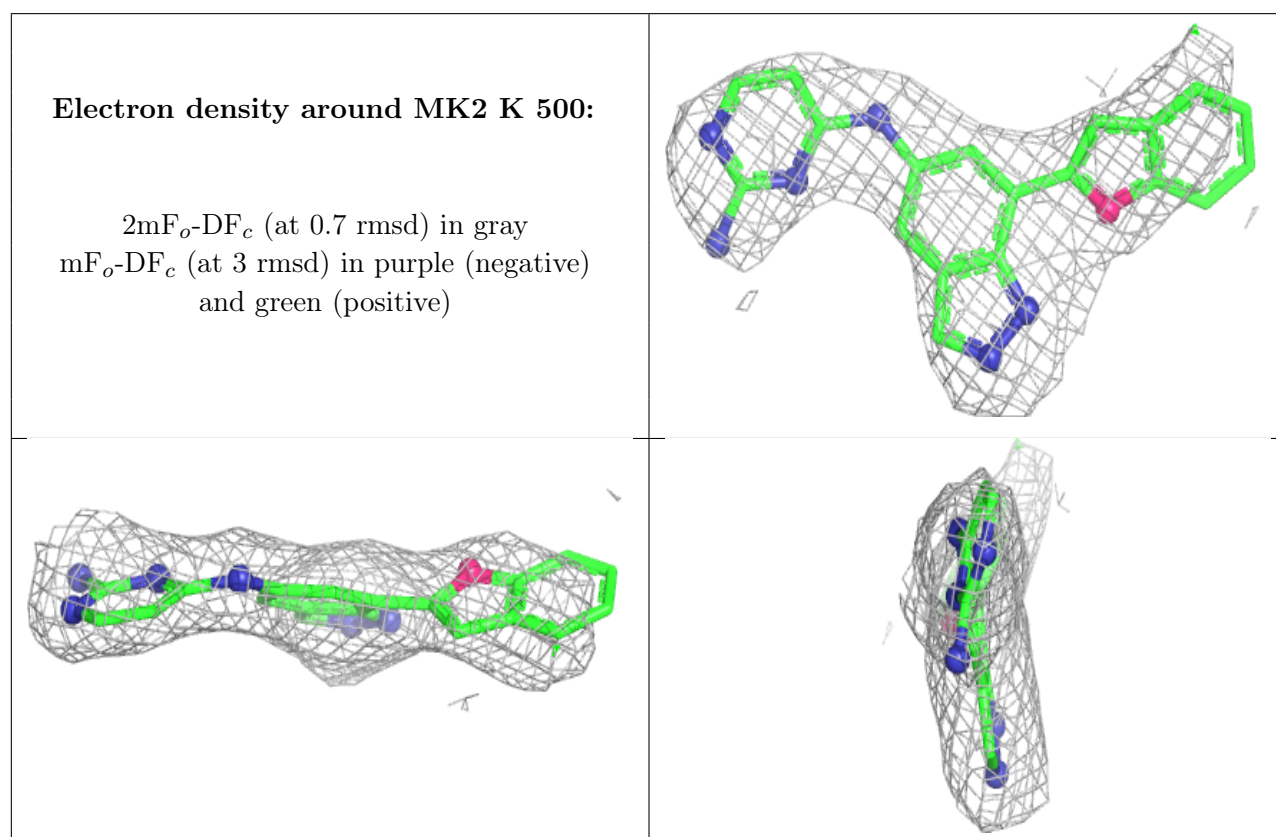 Electron density around MK2 K 500:
2mFo-DFc (at 0.7 rmsd) in gray
mFo-DFc (at 3 rmsd) in purple (negative)
and green (positive)